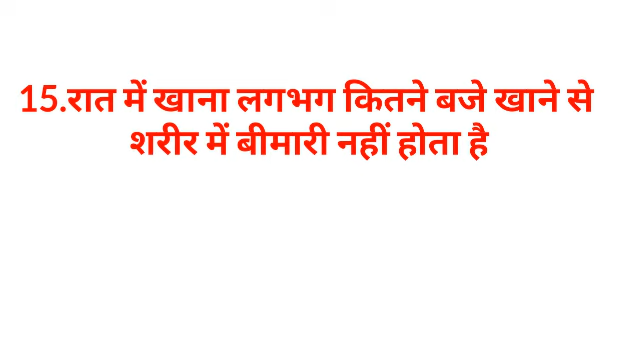 15.रात में खाना लगभग कितने बजे खाने से
शरीर में बीमारी नहीं होता है